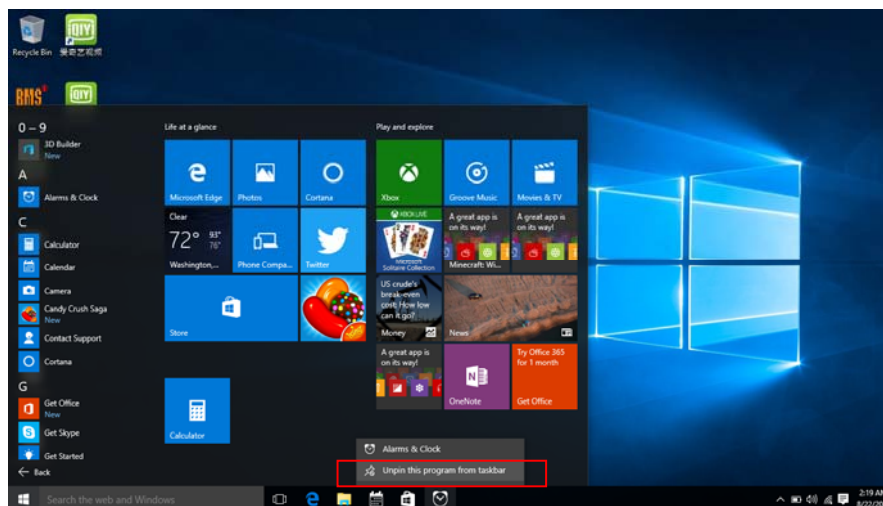 Recycle Bin
爱奇艺视频
QIY
BMS
QIY
0 – 9
3D Builder
New
A
Alarms & Clock
C
Calculator
Calendar
Camera
Candy Crush Saga
New
Contact Support
Cortana
G
Get Office
New
Get Skype
Get Started
Back
Life at a glance
Microsoft Edge
Photos
Cortana
Clear
72° 93°
76°
Washington,...
Phone Compa...
Twitter
Store
Calculator
Play and explore
Xbox
Groove Music
Movies & TV
XBOX LIVE
Microsoft
Solitaire Collection
A great app is
on its way!
Minecraft: Wi...
A great app is
on its way!
US crude's
break-even
cost: How low
can it go?
Money
News
A great app is
on its way!
OneNote
Try Office 365
for 1 month
Get Office
Alarms & Clock
Unpin this program from taskbar
Search the web and Windows
2:19 AM